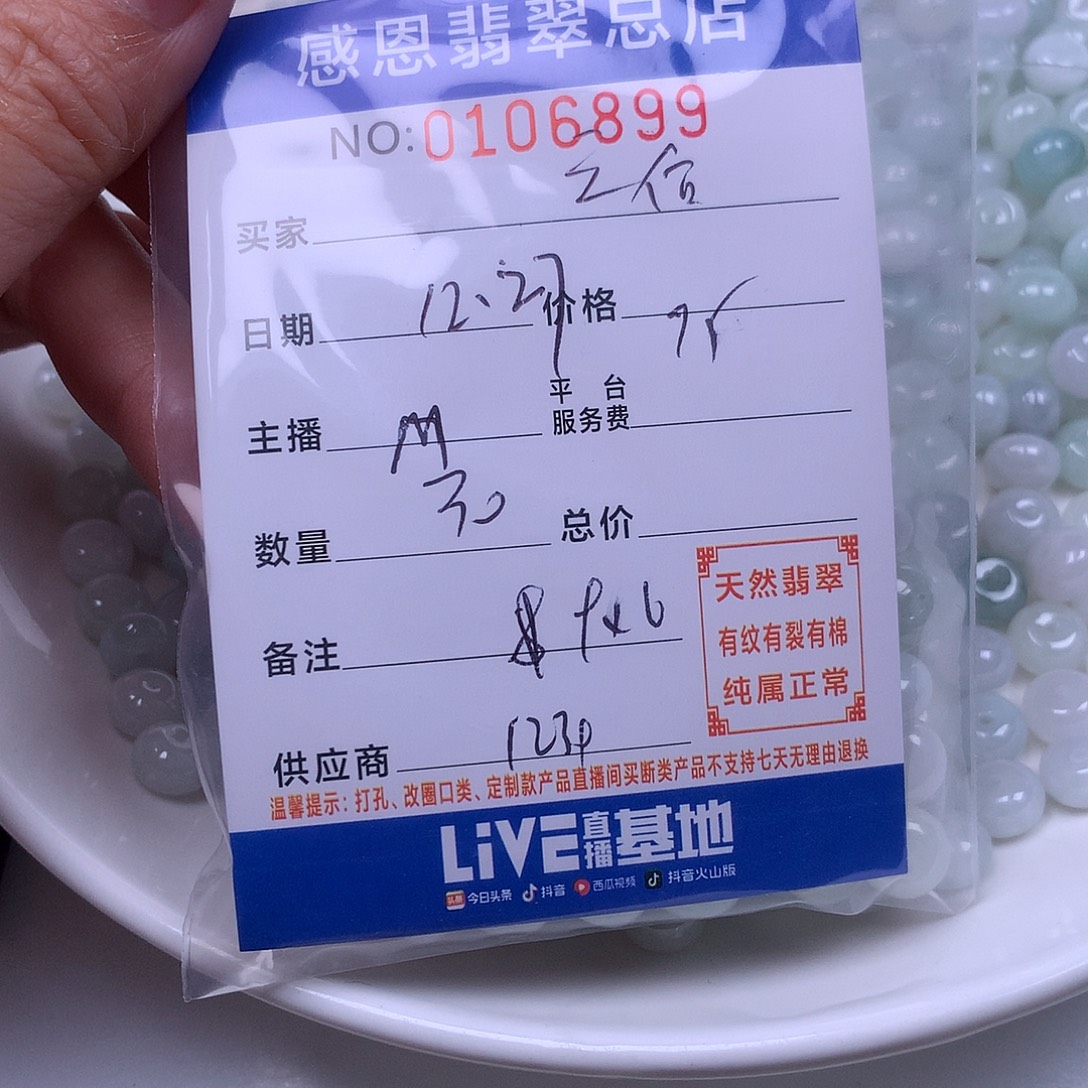 感恩翡翠总店
NO:0106899
买家
日期 12.27 价格
主播 M 平台服务费
数量 30 总价
备注 9x6
供应商
天然翡翠
有纹有裂有棉
纯属正常
温馨提示：打孔、改圈口类、定制款产品直播间买断类产品不支持七天无理由退换
LiVE直播基地
头条 今日头条 抖音 西瓜视频 抖音火山版